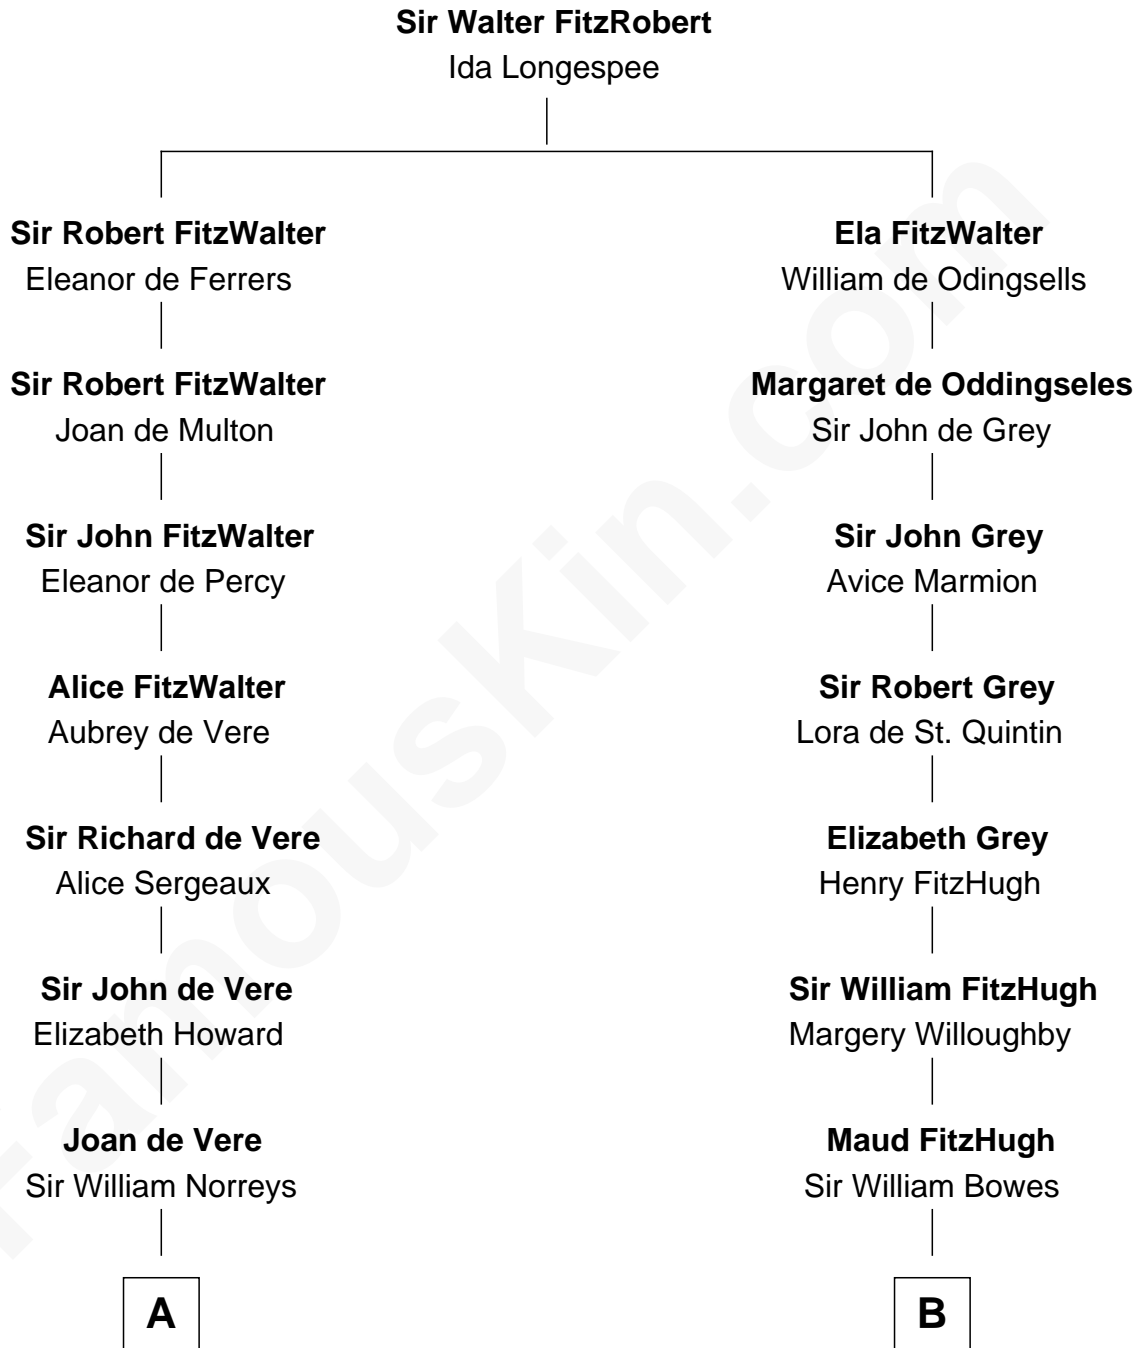 Sir Walter FitzRobert
Ida Longespee
Sir Robert FitzWalter
Eleanor de Ferrers
Sir Robert FitzWalter
Joan de Multon
Sir John FitzWalter
Eleanor de Percy
Alice FitzWalter
Aubrey de Vere
Sir Richard de Vere
Alice Sergeaux
Sir John de Vere
Elizabeth Howard
Joan de Vere
Sir William Norreys
A
Ela FitzWalter
William de Odingsells
Margaret de Oddingseles
Sir John de Grey
Sir John Grey
Avice Marmion
Sir Robert Grey
Lora de St. Quintin
Elizabeth Grey
Henry FitzHugh
Sir William FitzHugh
Margery Willoughby
Maud FitzHugh
Sir William Bowes
B
FamousKin.com